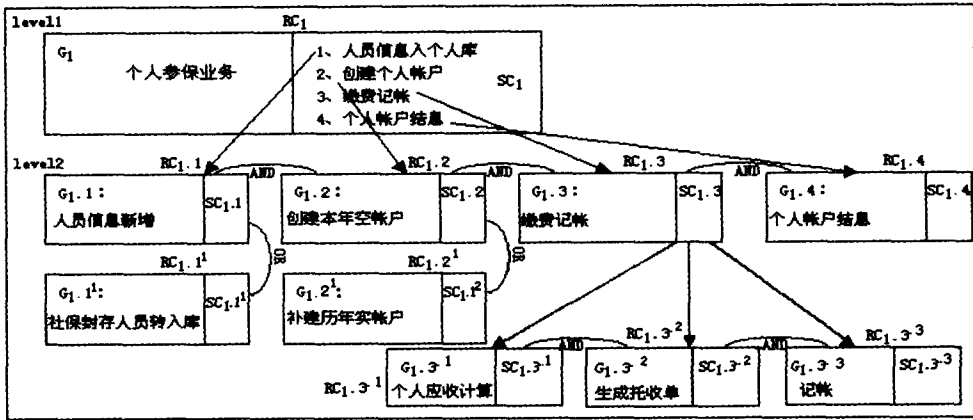 level1
RC₁
G₁
个人参保业务
1、人员信息入个人库
2、创建个人帐户
3、缴费记帐
4、个人帐户结息
SC₁
level2
RC₁.₁
AND
RC₁.₂
AND
RC₁.₃
AND
RC₁.₄
G₁.₁：
人员信息新增
SC₁.₁
G₁.₂：
创建本年空帐户
SC₁.₂
G₁.₃：
缴费记帐
SC₁.₃
G₁.₄：
个人帐户结息
SC₁.₄
OR
OR
RC₁.₁¹
RC₁.₂¹
G₁.₁¹：
社保封存人员转入库
SC₁.₁¹
G₁.₂¹：
补建历年实帐户
SC₁.₁²
RC₁.₃-¹
G₁.₃-¹
个人应收计算
SC₁.₃-¹
AND
RC₁.₃-²
G₁.₃-²
生成托收单
SC₁.₃-²
AND
RC₁.₃-³
G₁.₃-³
记帐
SC₁.₃-³